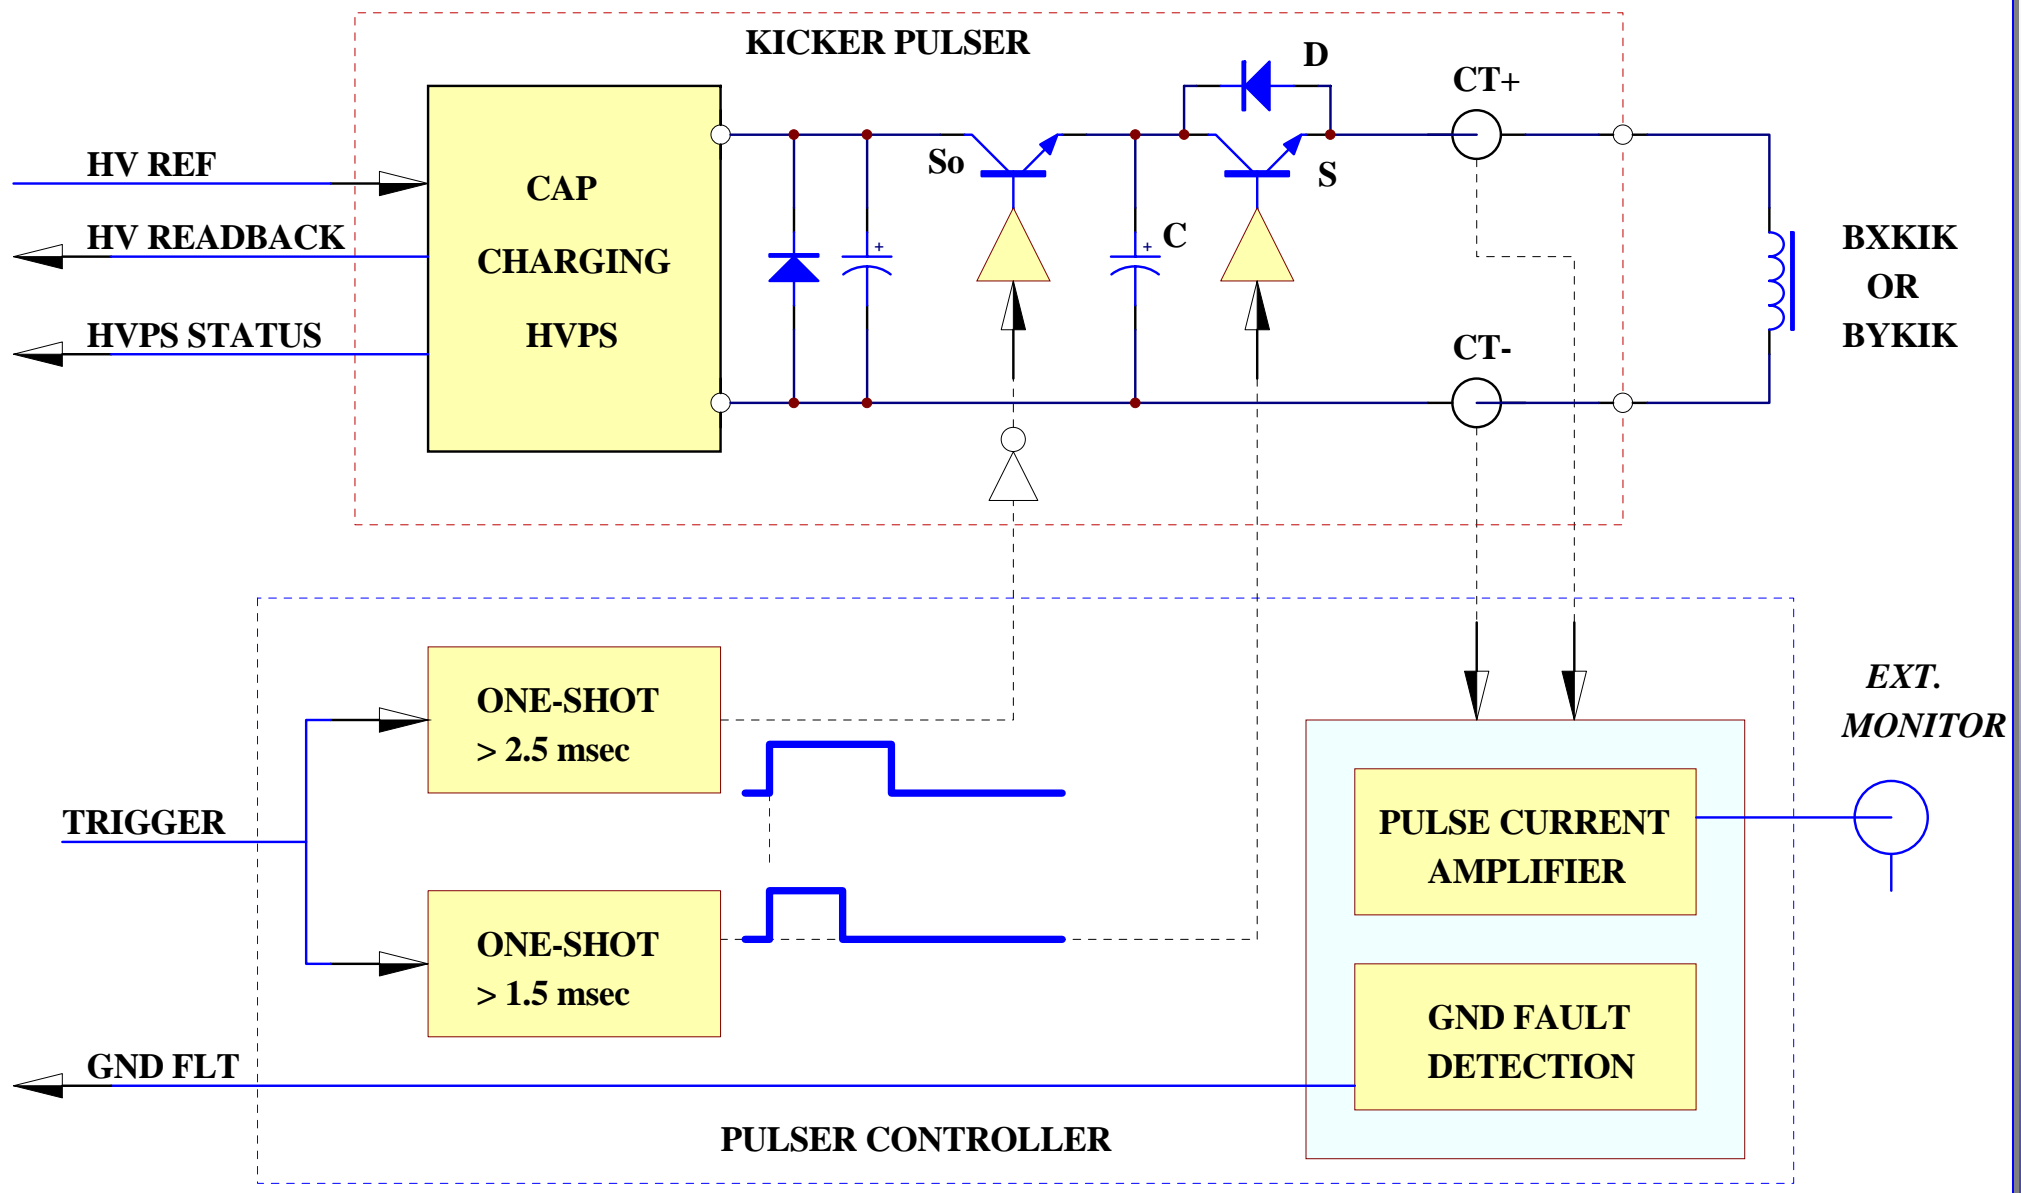 KICKER PULSER
D
CT+
HV REF
So
S
CAP
CHARGING
HVPS
HV READBACK
+
+
C
BXKIK
OR
BYKIK
HVPS STATUS
CT-
ONE-SHOT
> 2.5 msec
EXT.
MONITOR
TRIGGER
PULSE CURRENT
AMPLIFIER
ONE-SHOT
> 1.5 msec
GND FAULT
DETECTION
GND FLT
PULSER CONTROLLER